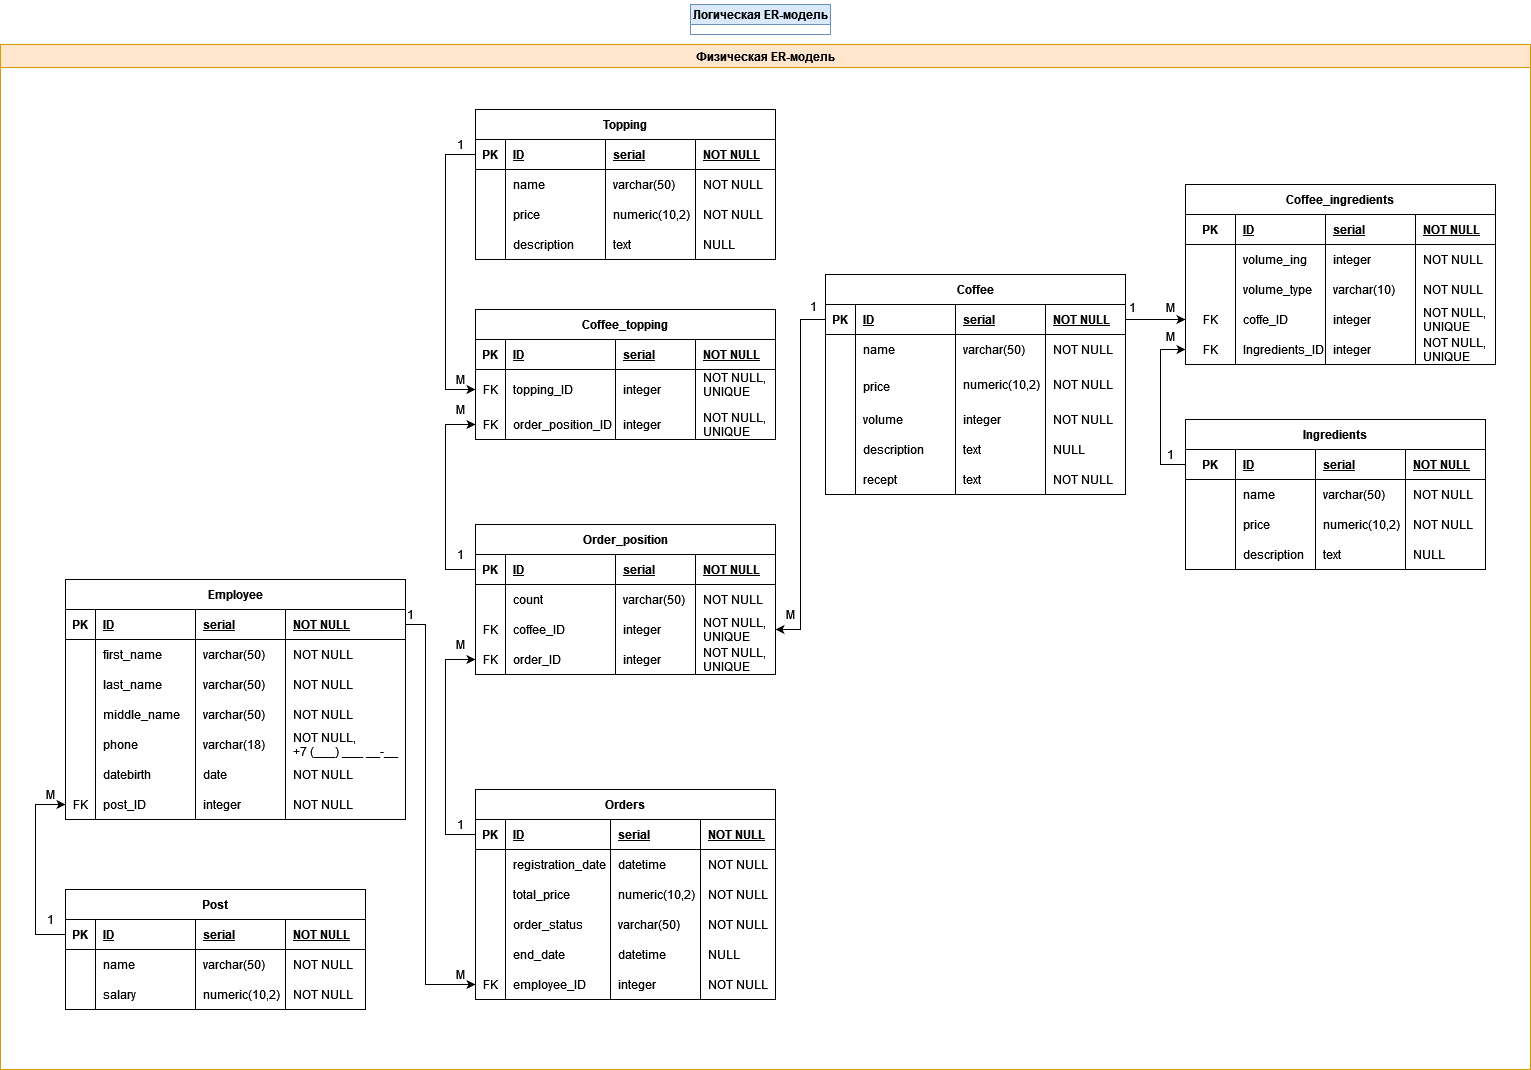 Логическая ER-модель
Физическая ER-модель
Topping
1
PK ID serial NOT NULL
name varchar(50) NOT NULL
price numeric(10,2) NOT NULL
description text NULL
Coffee_topping
PK ID serial NOT NULL
M
FK topping_ID integer NOT NULL,
UNIQUE
M
FK order_position_ID integer NOT NULL,
UNIQUE
Coffee
1
1
PK ID serial NOT NULL
name varchar(50) NOT NULL
price numeric(10,2) NOT NULL
volume integer NOT NULL
description text NULL
recept text NOT NULL
Coffee_ingredients
PK ID serial NOT NULL
volume_ing integer NOT NULL
volume_type varchar(10) NOT NULL
M
FK coffe_ID integer NOT NULL,
UNIQUE
M
FK Ingredients_ID integer NOT NULL,
UNIQUE
Ingredients
1
PK ID serial NOT NULL
name varchar(50) NOT NULL
price numeric(10,2) NOT NULL
description text NULL
Order_position
1
PK ID serial NOT NULL
count varchar(50) NOT NULL
M
FK coffee_ID integer NOT NULL,
UNIQUE
M
FK order_ID integer NOT NULL,
UNIQUE
Employee
1
PK ID serial NOT NULL
first_name varchar(50) NOT NULL
last_name varchar(50) NOT NULL
middle_name varchar(50) NOT NULL
phone varchar(18) NOT NULL,
+7 (___) ___ __-__
datebirth date NOT NULL
M
FK post_ID integer NOT NULL
Orders
1
PK ID serial NOT NULL
registration_date datetime NOT NULL
total_price numeric(10,2) NOT NULL
order_status varchar(50) NOT NULL
end_date datetime NULL
M
FK employee_ID integer NOT NULL
Post
1
PK ID serial NOT NULL
name varchar(50) NOT NULL
salary numeric(10,2) NOT NULL